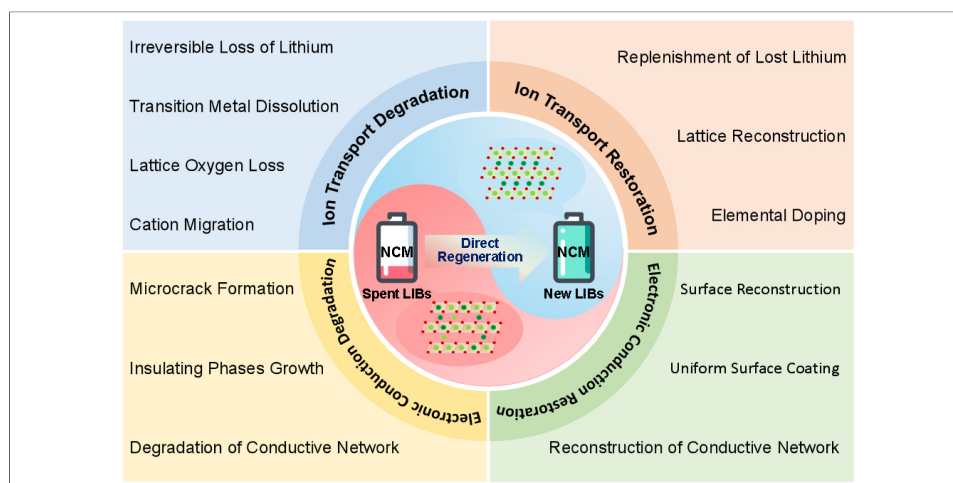 Irreversible Loss of Lithium
Transition Metal Dissolution
Lattice Oxygen Loss
Cation Migration
Ion Transport Degradation
Ion Transport Restoration
Replenishment of Lost Lithium
Lattice Reconstruction
Elemental Doping
NCM
Spent LIBs
Direct
Regeneration
NCM
New LIBs
Microcrack Formation
Insulating Phases Growth
Degradation of Conductive Network
Electronic Conduction Degradation
Electronic Conduction Restoration
Surface Reconstruction
Uniform Surface Coating
Reconstruction of Conductive Network